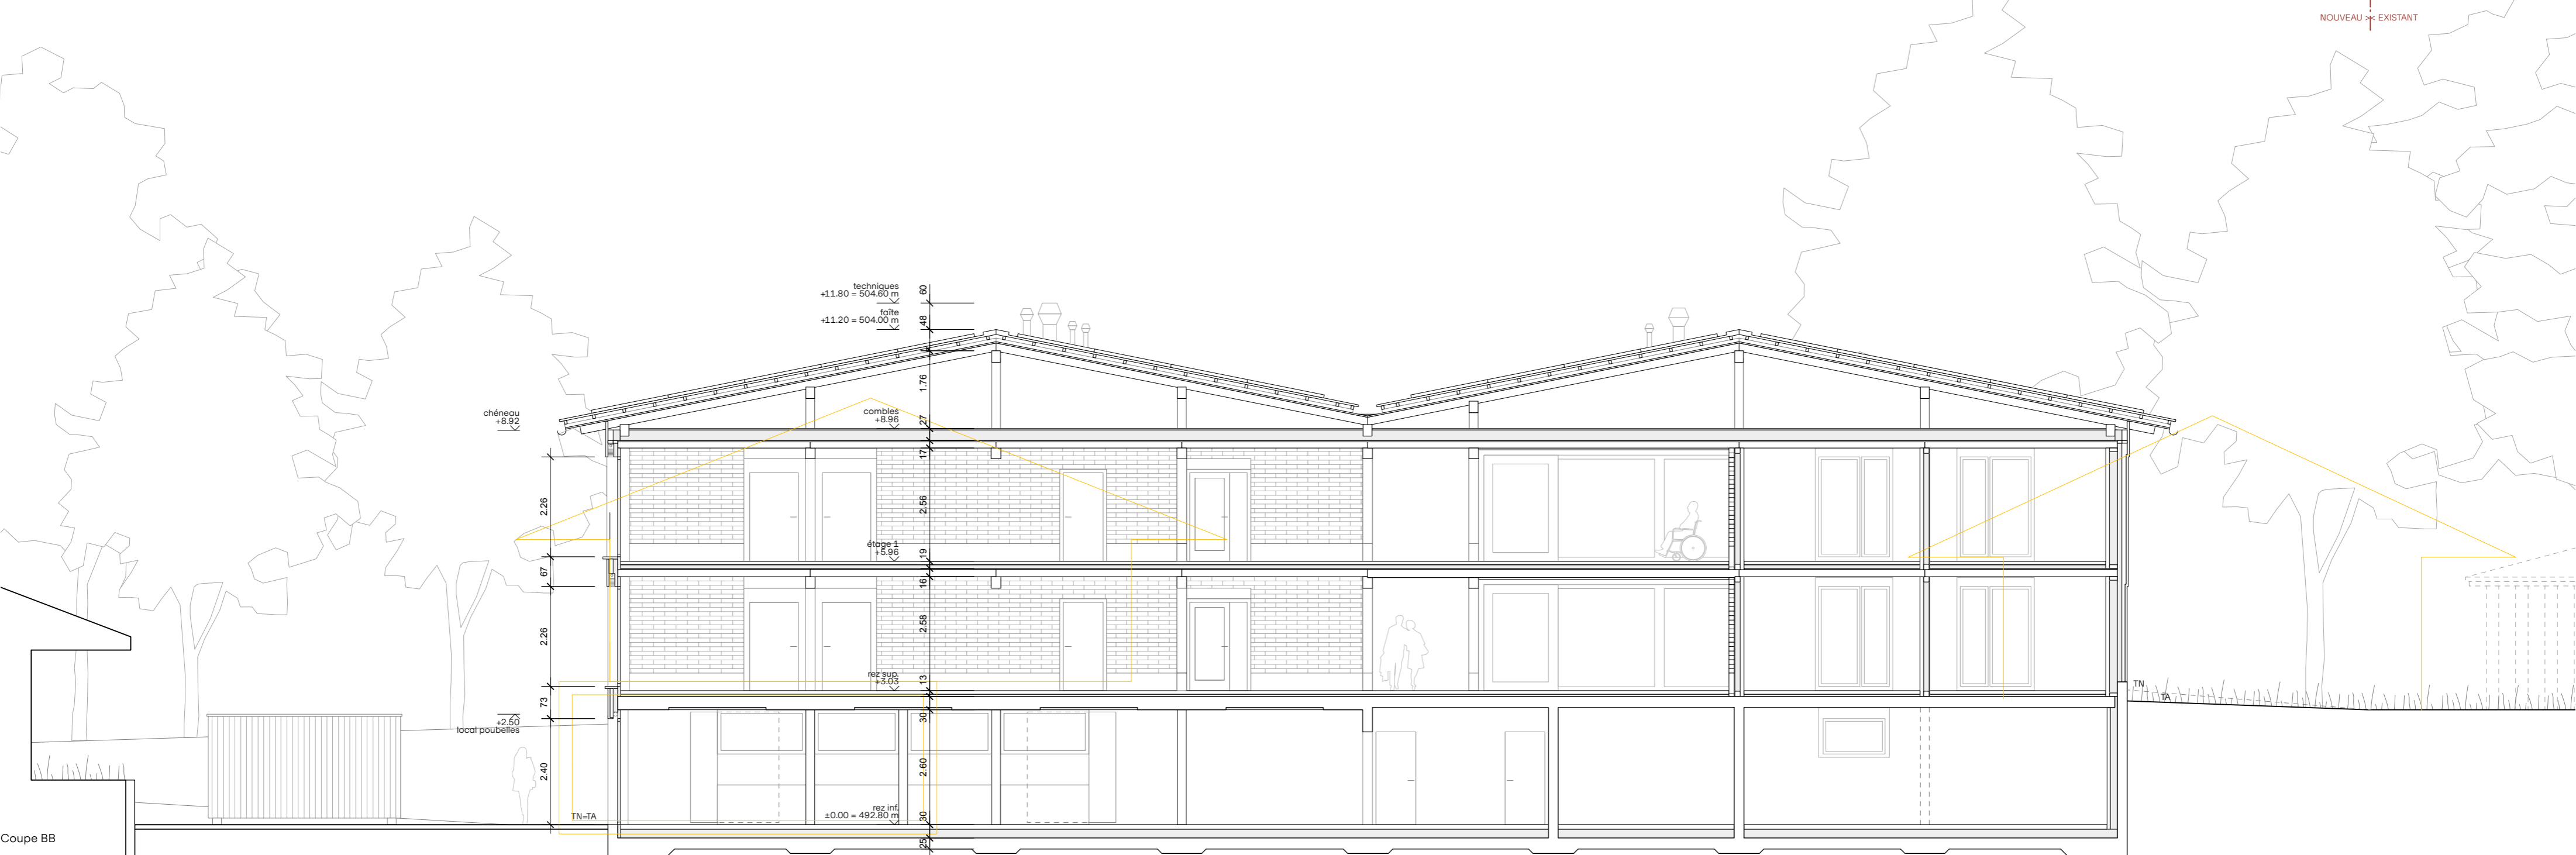 NOUVEAU >< EXISTANT
techniques
+11.80 = 504.60 m
faîte
+11.20 = 504.00 m
60
48
1.76
chéneau
+8.92
combles
+8.96
27
17
2.26
2.56
étage 1
+5.96
19
67
16
2.26
2.58
rez sup.
+3.03
13
TN
TA
73
+2.50
local poubelles
30
2.40
2.60
rez inf.
±0.00 = 492.80 m
TN=TA
30
25
Coupe BB